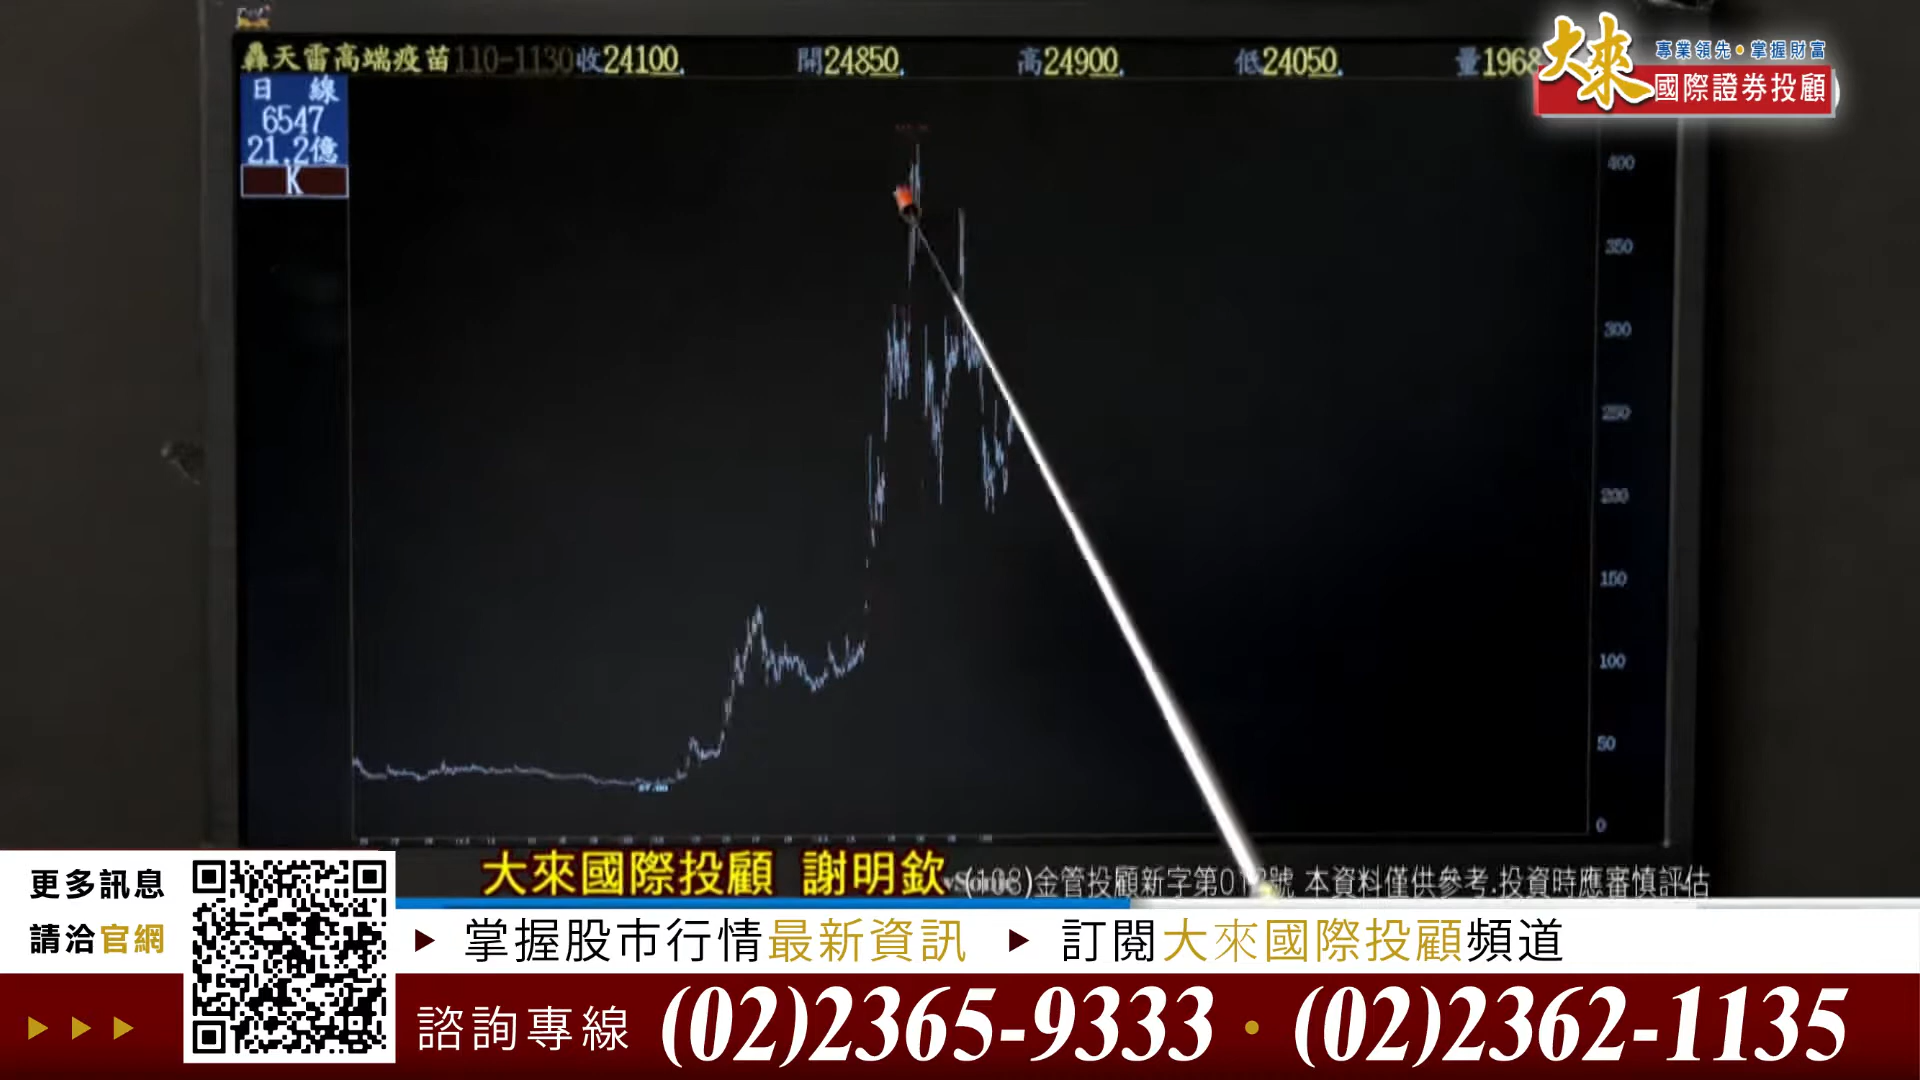 轟天雷高端疫苗110-1130收24100. 開24850. 高24900. 低24050. 量1968
日 線
6547
21.2億
K
大來
專業領先•掌握財富
國際證券投顧
400
350
300
250
200
150
100
50
0
27.00
大來國際投顧 謝明欽
(108)金管投顧新字第01 號 本資料僅供參考.投資時應審慎評估
更多訊息
請洽官網
掌握股市行情最新資訊 訂閱大來國際投顧頻道
諮詢專線 (02)2365-9333 • (02)2362-1135